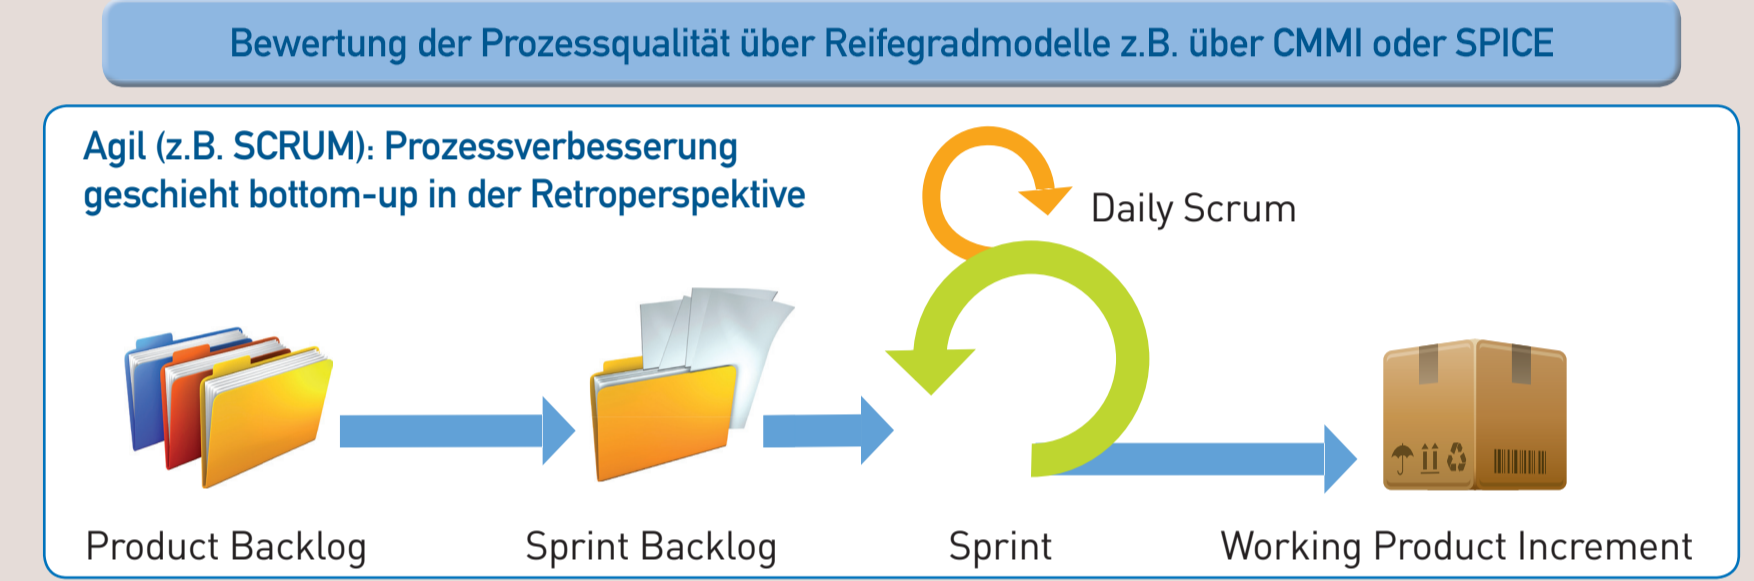 Bewertung der Prozessqualität über Reifegradmodelle z.B. über CMMI oder SPICE
Agil (z.B. SCRUM): Prozessverbesserung
geschieht bottom-up in der Retroperspektive
Daily Scrum
Product Backlog
Sprint Backlog
Sprint
Working Product Increment